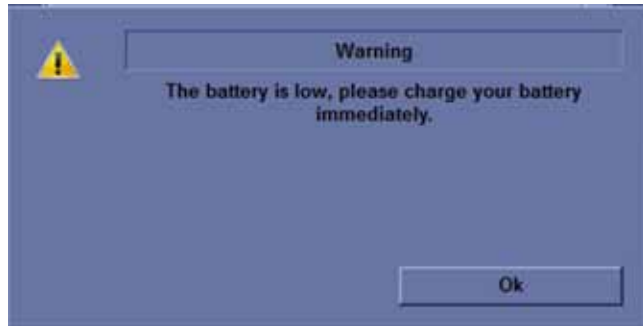 Warning
The battery is low, please charge your battery
immediately.
Ok